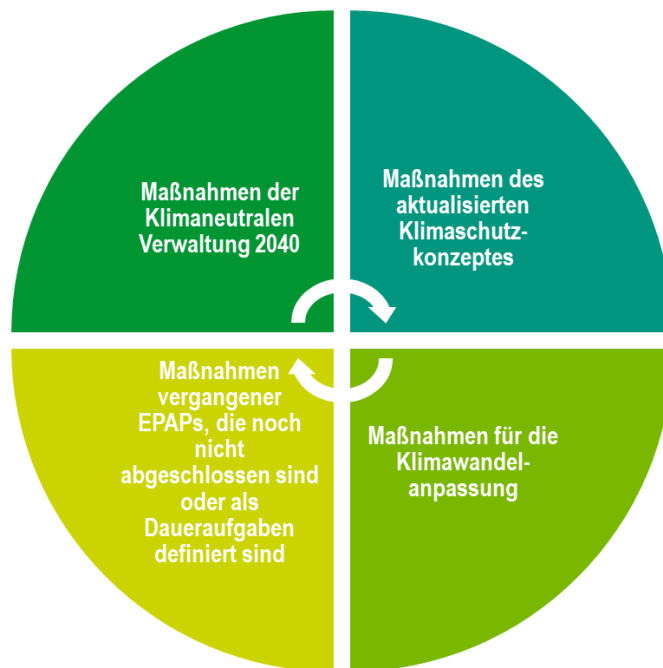 Maßnahmen der
Klimaneutralen
Verwaltung 2040
Maßnahmen des
aktualisierten
Klimaschutz-
konzeptes
Maßnahmen
vergangener
EPAPs, die noch
nicht
abgeschlossen sind
oder als
Daueraufgaben
definiert sind
Maßnahmen für die
Klimawandel-
anpassung